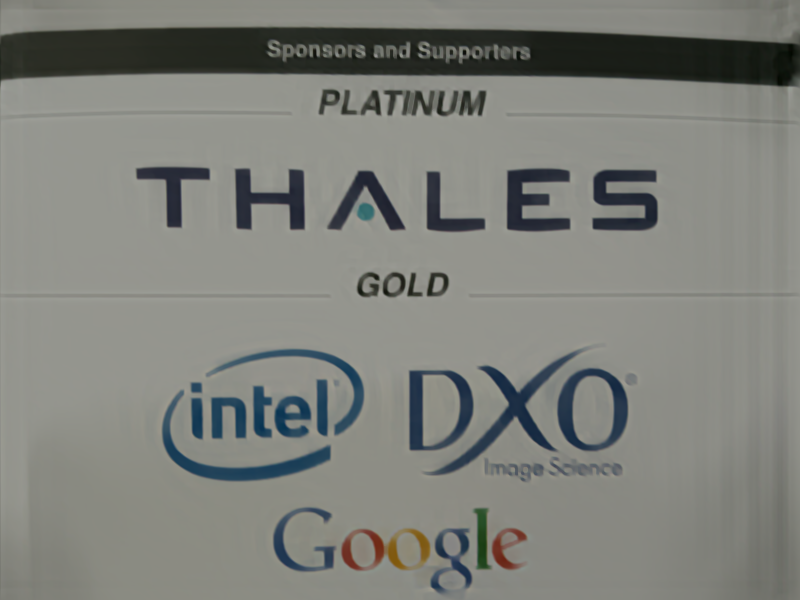 Sponsors and Supporters
PLATINUM
THALES
GOLD
intel DXO
Image Science
Google